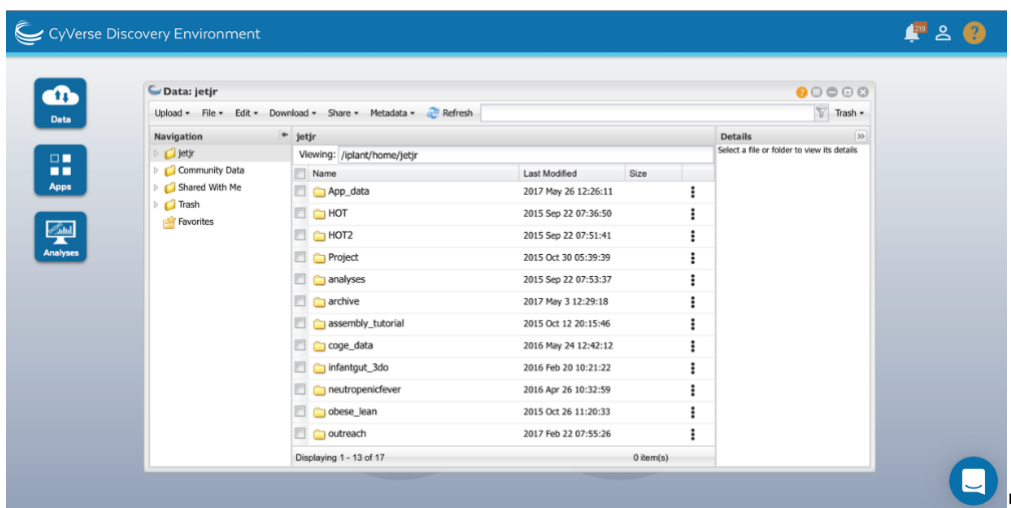 CyVerse Discovery Environment
219
?
Data
Apps
Analyses
Data: jetjr
?
Upload File Edit Download Share Metadata Refresh Trash
Navigation
jetjr
Community Data
Shared With Me
Trash
Favorites
jetjr
Viewing: /iplant/home/jetjr
Name Last Modified Size
App_data 2017 May 26 12:26:11
HOT 2015 Sep 22 07:36:50
HOT2 2015 Sep 22 07:51:41
Project 2015 Oct 30 05:39:39
analyses 2015 Sep 22 07:53:37
archive 2017 May 3 12:29:18
assembly_tutorial 2015 Oct 12 20:15:46
coge_data 2016 May 24 12:42:12
infantgut_3do 2016 Feb 20 10:21:22
neutropenicfever 2016 Apr 26 10:32:59
obese_lean 2015 Oct 26 11:20:33
outreach 2017 Feb 22 07:55:26
Displaying 1 - 13 of 17 0 item(s)
Details
Select a file or folder to view its details